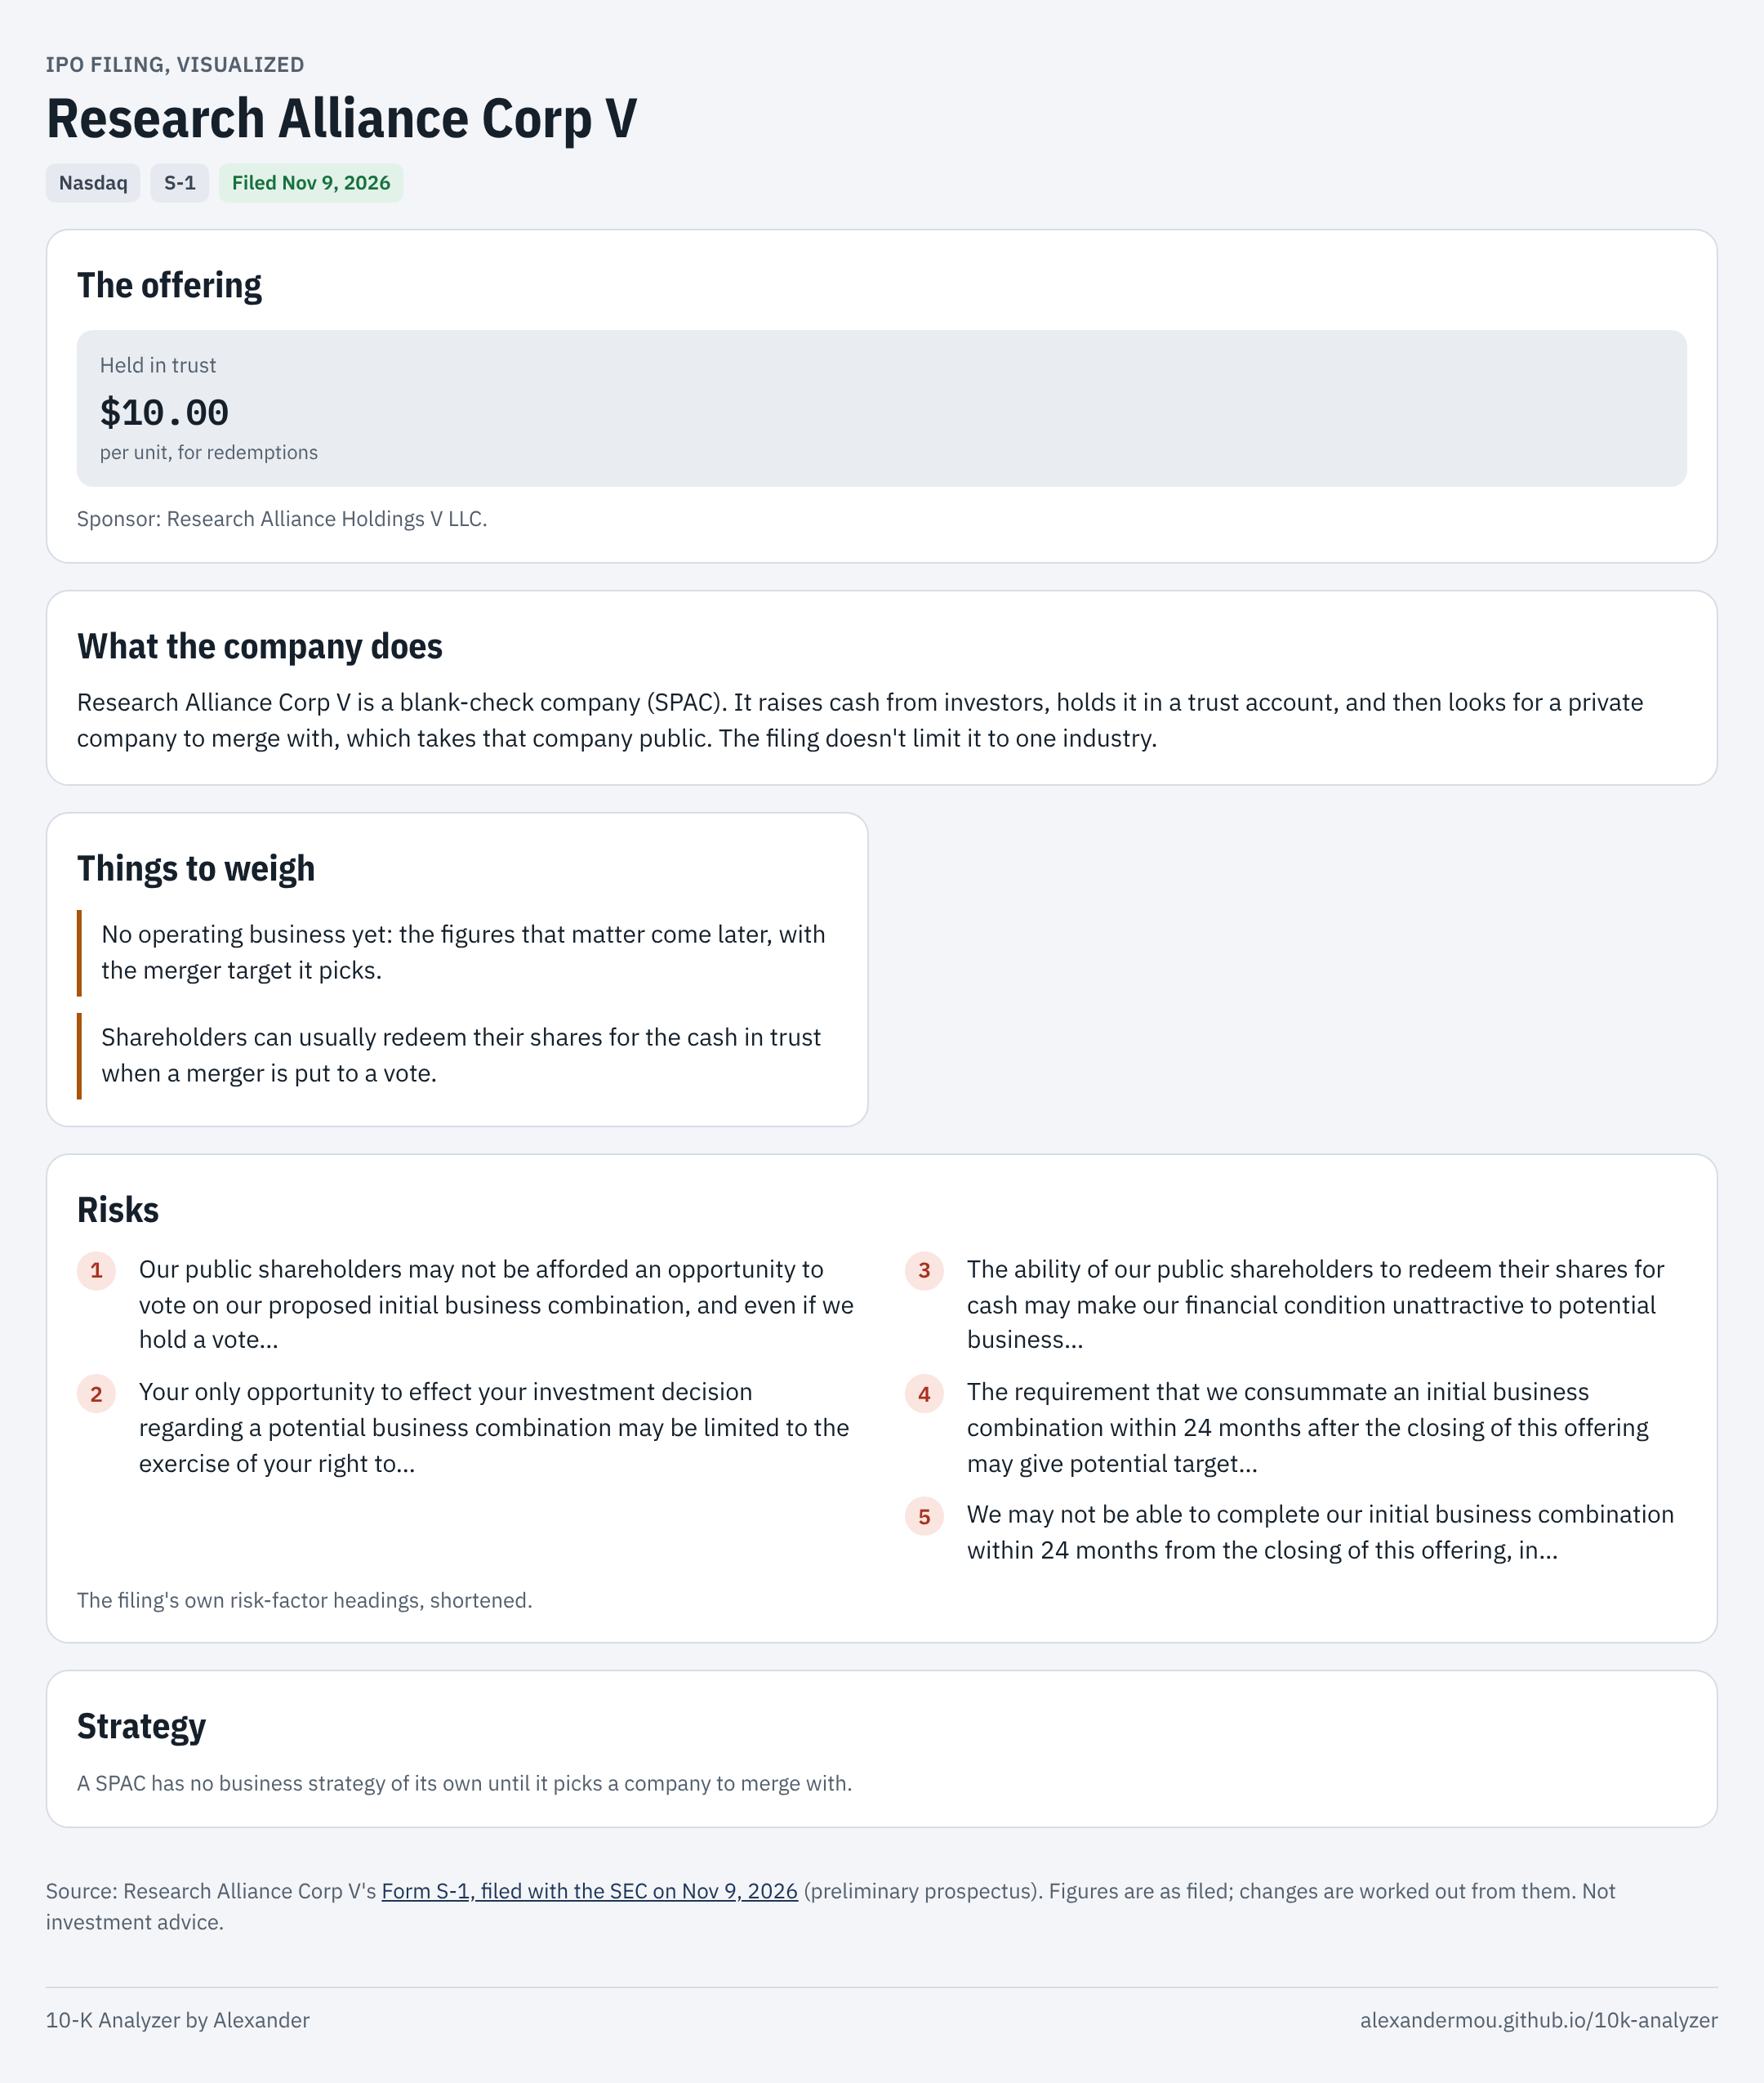 IPO FILING, VISUALIZED
Research Alliance Corp V
Nasdaq S-1 Filed Nov 9, 2026
The offering
Held in trust
$10.00
per unit, for redemptions
Sponsor: Research Alliance Holdings V LLC.
What the company does
Research Alliance Corp V is a blank-check company (SPAC). It raises cash from investors, holds it in a trust account, and then looks for a private
company to merge with, which takes that company public. The filing doesn't limit it to one industry.
Things to weigh
No operating business yet: the figures that matter come later, with
the merger target it picks.
Shareholders can usually redeem their shares for the cash in trust
when a merger is put to a vote.
Risks
1 Our public shareholders may not be afforded an opportunity to
vote on our proposed initial business combination, and even if we
hold a vote…
2 Your only opportunity to effect your investment decision
regarding a potential business combination may be limited to the
exercise of your right to…
3 The ability of our public shareholders to redeem their shares for
cash may make our financial condition unattractive to potential
business…
4 The requirement that we consummate an initial business
combination within 24 months after the closing of this offering
may give potential target…
5 We may not be able to complete our initial business combination
within 24 months from the closing of this offering, in…
The filing's own risk-factor headings, shortened.
Strategy
A SPAC has no business strategy of its own until it picks a company to merge with.
Source: Research Alliance Corp V's Form S-1, filed with the SEC on Nov 9, 2026 (preliminary prospectus). Figures are as filed; changes are worked out from them. Not
investment advice.
10-K Analyzer by Alexander
alexandermou.github.io/10k-analyzer